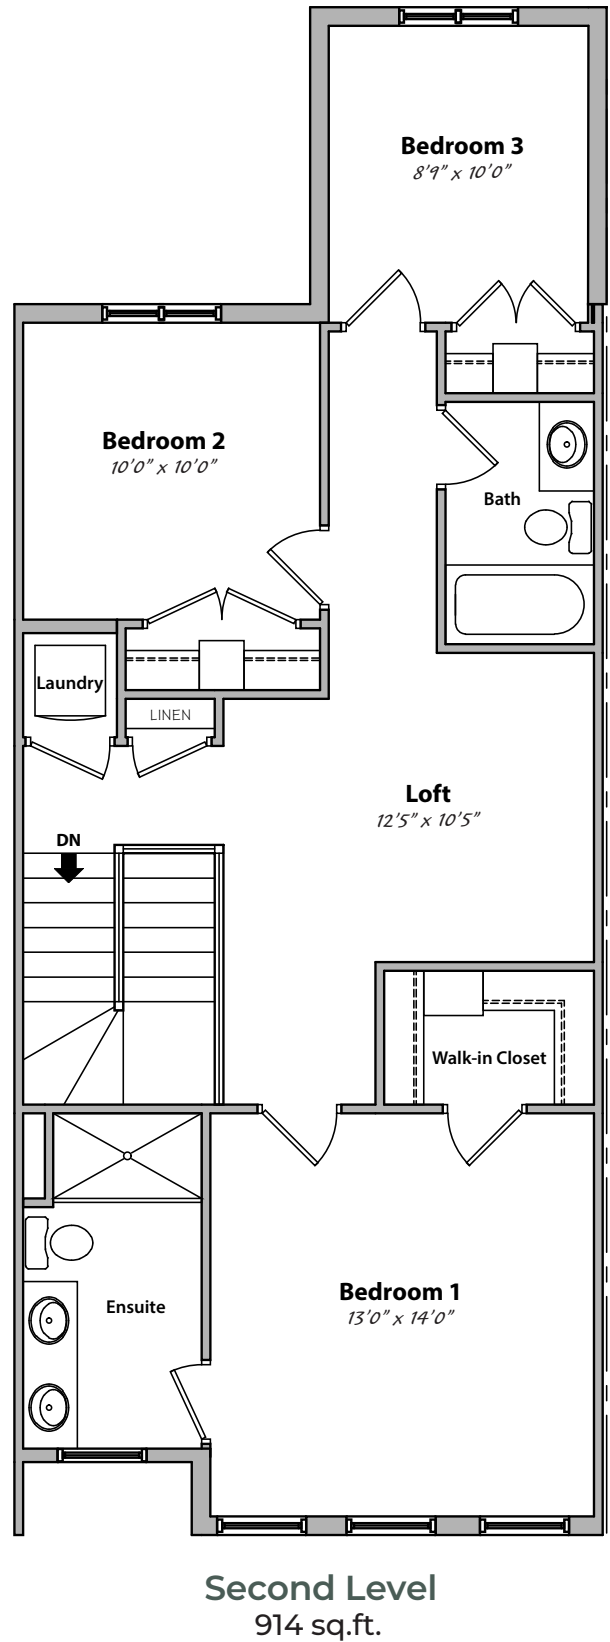 Bedroom 3
8'9" x 10'0"
Bedroom 2
10'0" x 10'0"
Bath
Laundry
LINEN
Loft
12'5" x 10'5"
DN
Walk-in Closet
Bedroom 1
13'0" x 14'0"
Ensuite
Second Level
914 sq.ft.